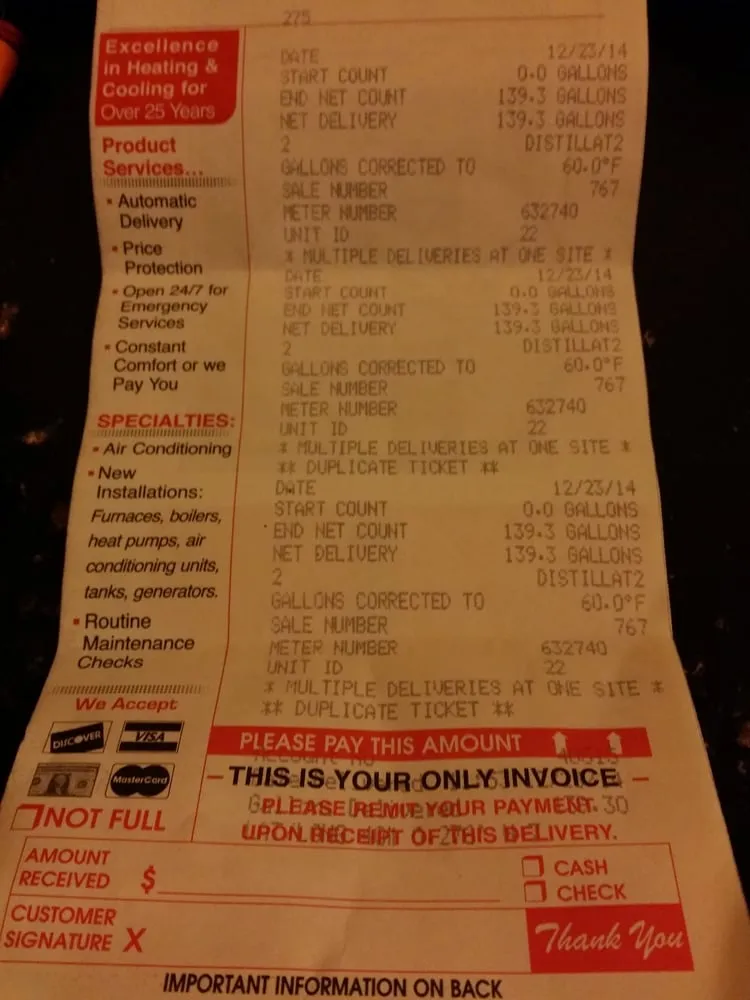 275
Excellence
in Heating &
Cooling for
Over 25 Years
Product
Services...
• Automatic
Delivery
• Price
Protection
• Open 24/7 for
Emergency
Services
• Constant
Comfort or we
Pay You
SPECIALTIES:
• Air Conditioning
• New
Installations:
Furnaces, boilers,
heat pumps, air
conditioning units,
tanks, generators.
• Routine
Maintenance
Checks
We Accept
DISCOVER VISA
MasterCard
DATE 12/23/14
START COUNT 0.0 GALLONS
END NET COUNT 139.3 GALLONS
NET DELIVERY 139.3 GALLONS
2 DISTILLAT2
GALLONS CORRECTED TO 60.0°F
SALE NUMBER 767
METER NUMBER 632740
UNIT ID 22
* MULTIPLE DELIVERIES AT ONE SITE *
DATE 12/23/14
START COUNT 0.0 GALLONS
END NET COUNT 139.3 GALLONS
NET DELIVERY 139.3 GALLONS
2 DISTILLAT2
GALLONS CORRECTED TO 60.0°F
SALE NUMBER 767
METER NUMBER 632740
UNIT ID 22
* MULTIPLE DELIVERIES AT ONE SITE *
** DUPLICATE TICKET **
DATE 12/23/14
START COUNT 0.0 GALLONS
END NET COUNT 139.3 GALLONS
NET DELIVERY 139.3 GALLONS
2 DISTILLAT2
GALLONS CORRECTED TO 60.0°F
SALE NUMBER 767
METER NUMBER 632740
UNIT ID 22
* MULTIPLE DELIVERIES AT ONE SITE *
** DUPLICATE TICKET **
PLEASE PAY THIS AMOUNT
– THIS IS YOUR ONLY INVOICE –
PLEASE REMIT YOUR PAYMENT
UPON RECEIPT OF THIS DELIVERY.
NOT FULL
AMOUNT
RECEIVED $
CASH
CHECK
CUSTOMER
SIGNATURE X
Thank You
IMPORTANT INFORMATION ON BACK